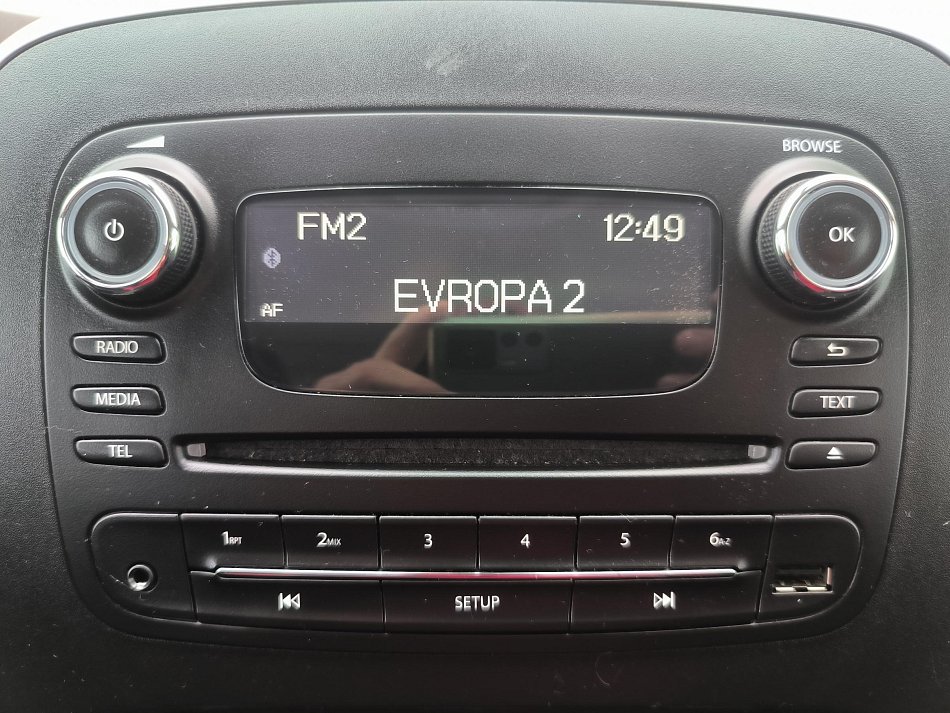 BROWSE
FM2 12:49
OK
EVROPA 2
AF
RADIO
MEDIA
TEXT
TEL
1RPT 2MIX 3 4 5 6A-Z
SETUP